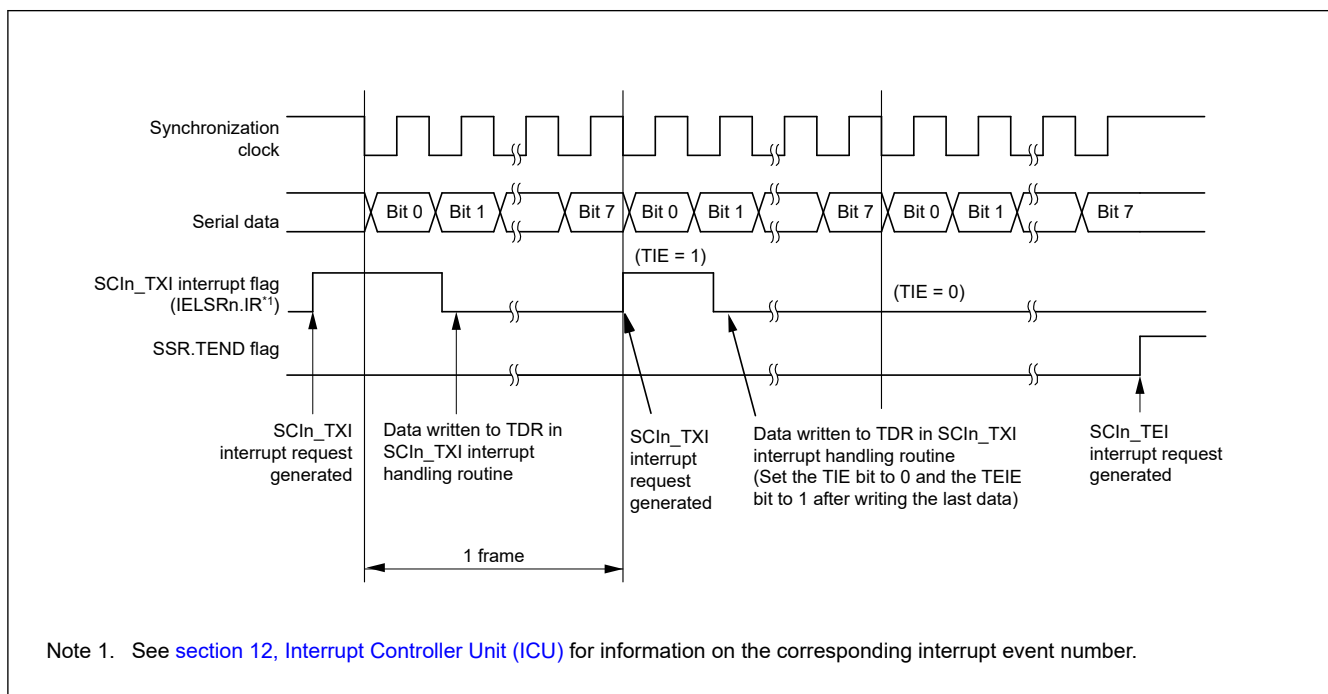 Synchronization
clock
Serial data
Bit 0 Bit 1 Bit 7 Bit 0 Bit 1 Bit 7 Bit 0 Bit 1 Bit 7
(TIE = 1)
SCIn_TXI interrupt flag
(IELSRn.IR*1)
(TIE = 0)
SSR.TEND flag
SCIn_TXI
interrupt request
generated
Data written to TDR in
SCIn_TXI interrupt
handling routine
SCIn_TXI
interrupt
request
generated
Data written to TDR in SCIn_TXI
interrupt handling routine
(Set the TIE bit to 0 and the TEIE
bit to 1 after writing the last data)
SCIn_TEI
interrupt request
generated
1 frame
Note 1. See section 12, Interrupt Controller Unit (ICU) for information on the corresponding interrupt event number.